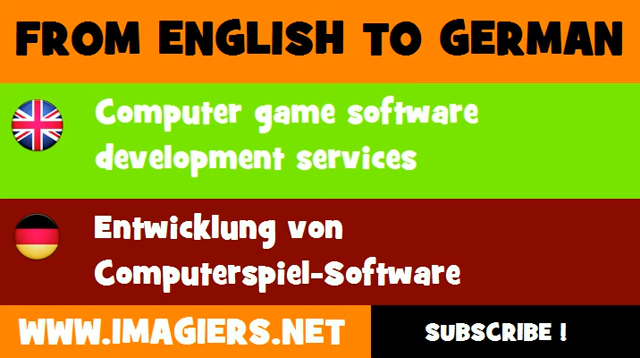 FROM ENGLISH TO GERMAN
Computer game software
development services
Entwicklung von
Computerspiel-Software
WWW.IMAGIERS.NET
SUBSCRIBE !